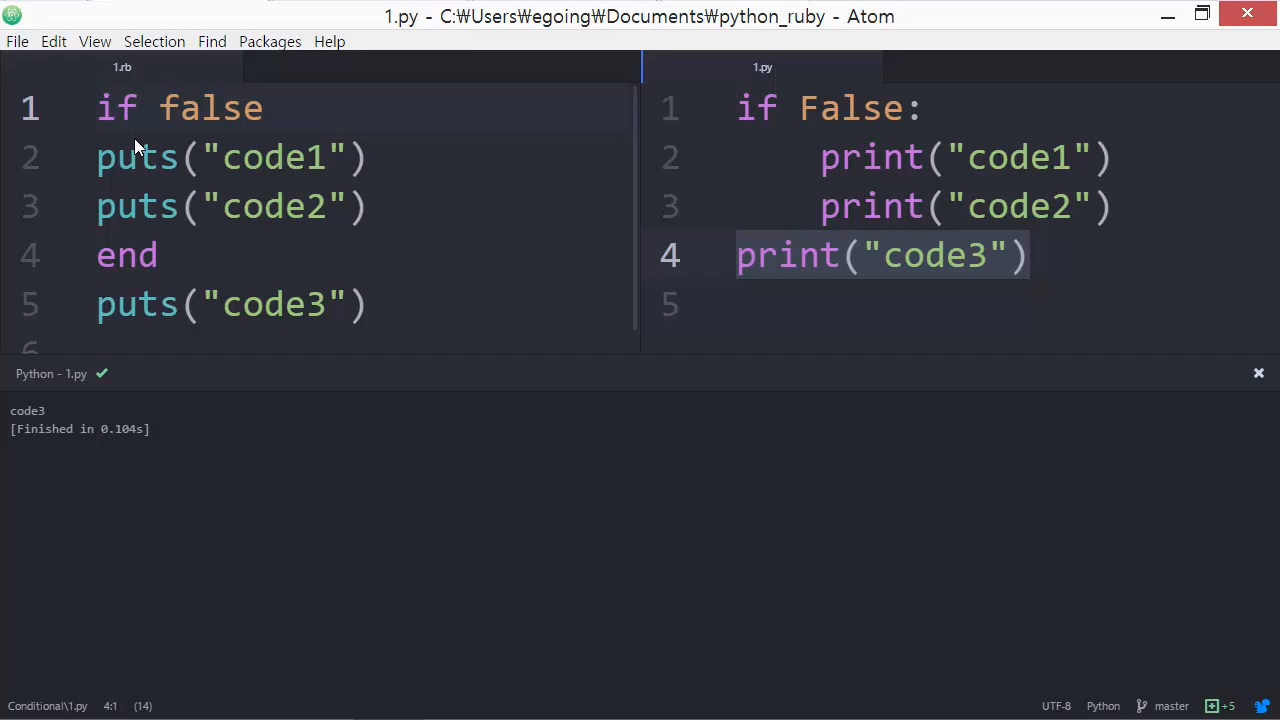 1.py - C:₩Users₩egoing₩Documents₩python_ruby - Atom
File Edit View Selection Find Packages Help
1.rb
1 if false
2 puts("code1")
3 puts("code2")
4 end
5 puts("code3")
6
1.py
1 if False:
2     print("code1")
3     print("code2")
4 print("code3")
5
Python - 1.py
code3
[Finished in 0.104s]
Conditional\1.py 4:1 (14) UTF-8 Python master +5